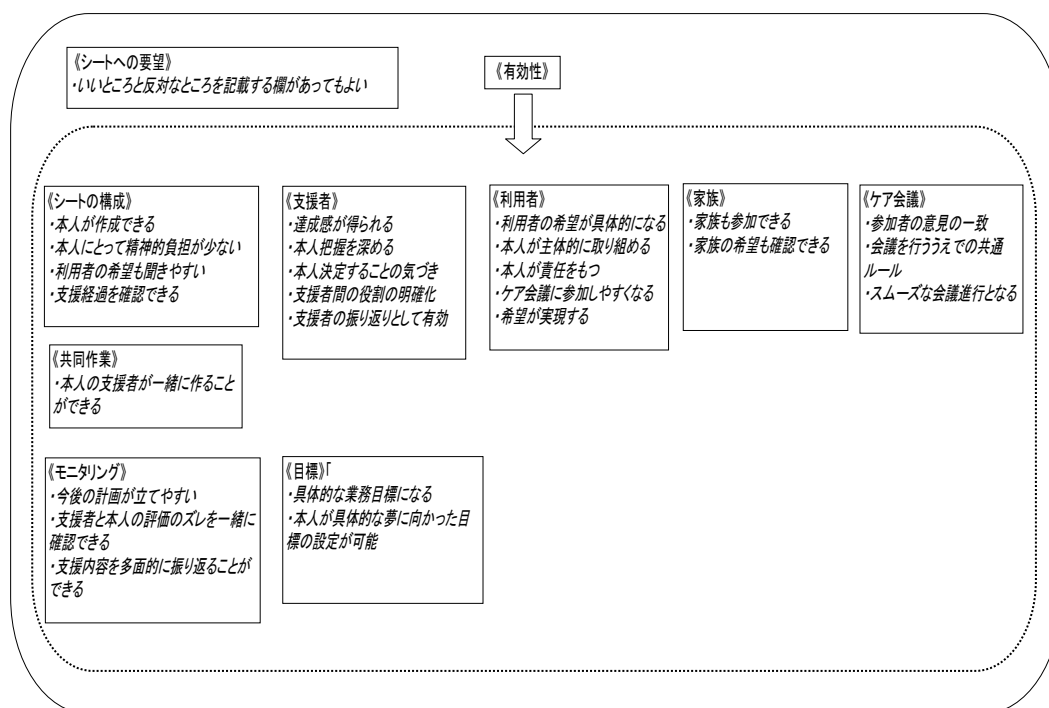 《シートへの要望》
・いいところと反対なところを記載する欄があってもよい
《有効性》
《シートの構成》
・本人が作成できる
・本人にとって精神的負担が少ない
・利用者の希望も聞きやすい
・支援経過を確認できる
《支援者》
・達成感が得られる
・本人把握を深める
・本人決定することの気づき
・支援者間の役割の明確化
・支援者の振り返りとして有効
《利用者》
・利用者の希望が具体的になる
・本人が主体的に取り組める
・本人が責任をもつ
・ケア会議に参加しやすくなる
・希望が実現する
《家族》
・家族も参加できる
・家族の希望も確認できる
《ケア会議》
・参加者の意見の一致
・会議を行ううえでの共通
ルール
・スムーズな会議進行となる
《共同作業》
・本人の支援者が一緒に作ること
ができる
《モニタリング》
・今後の計画が立てやすい
・支援者と本人の評価のズレを一緒に
確認できる
・支援内容を多面的に振り返ることが
できる
《目標》「
・具体的な業務目標になる
・本人が具体的な夢に向かった目
標の設定が可能